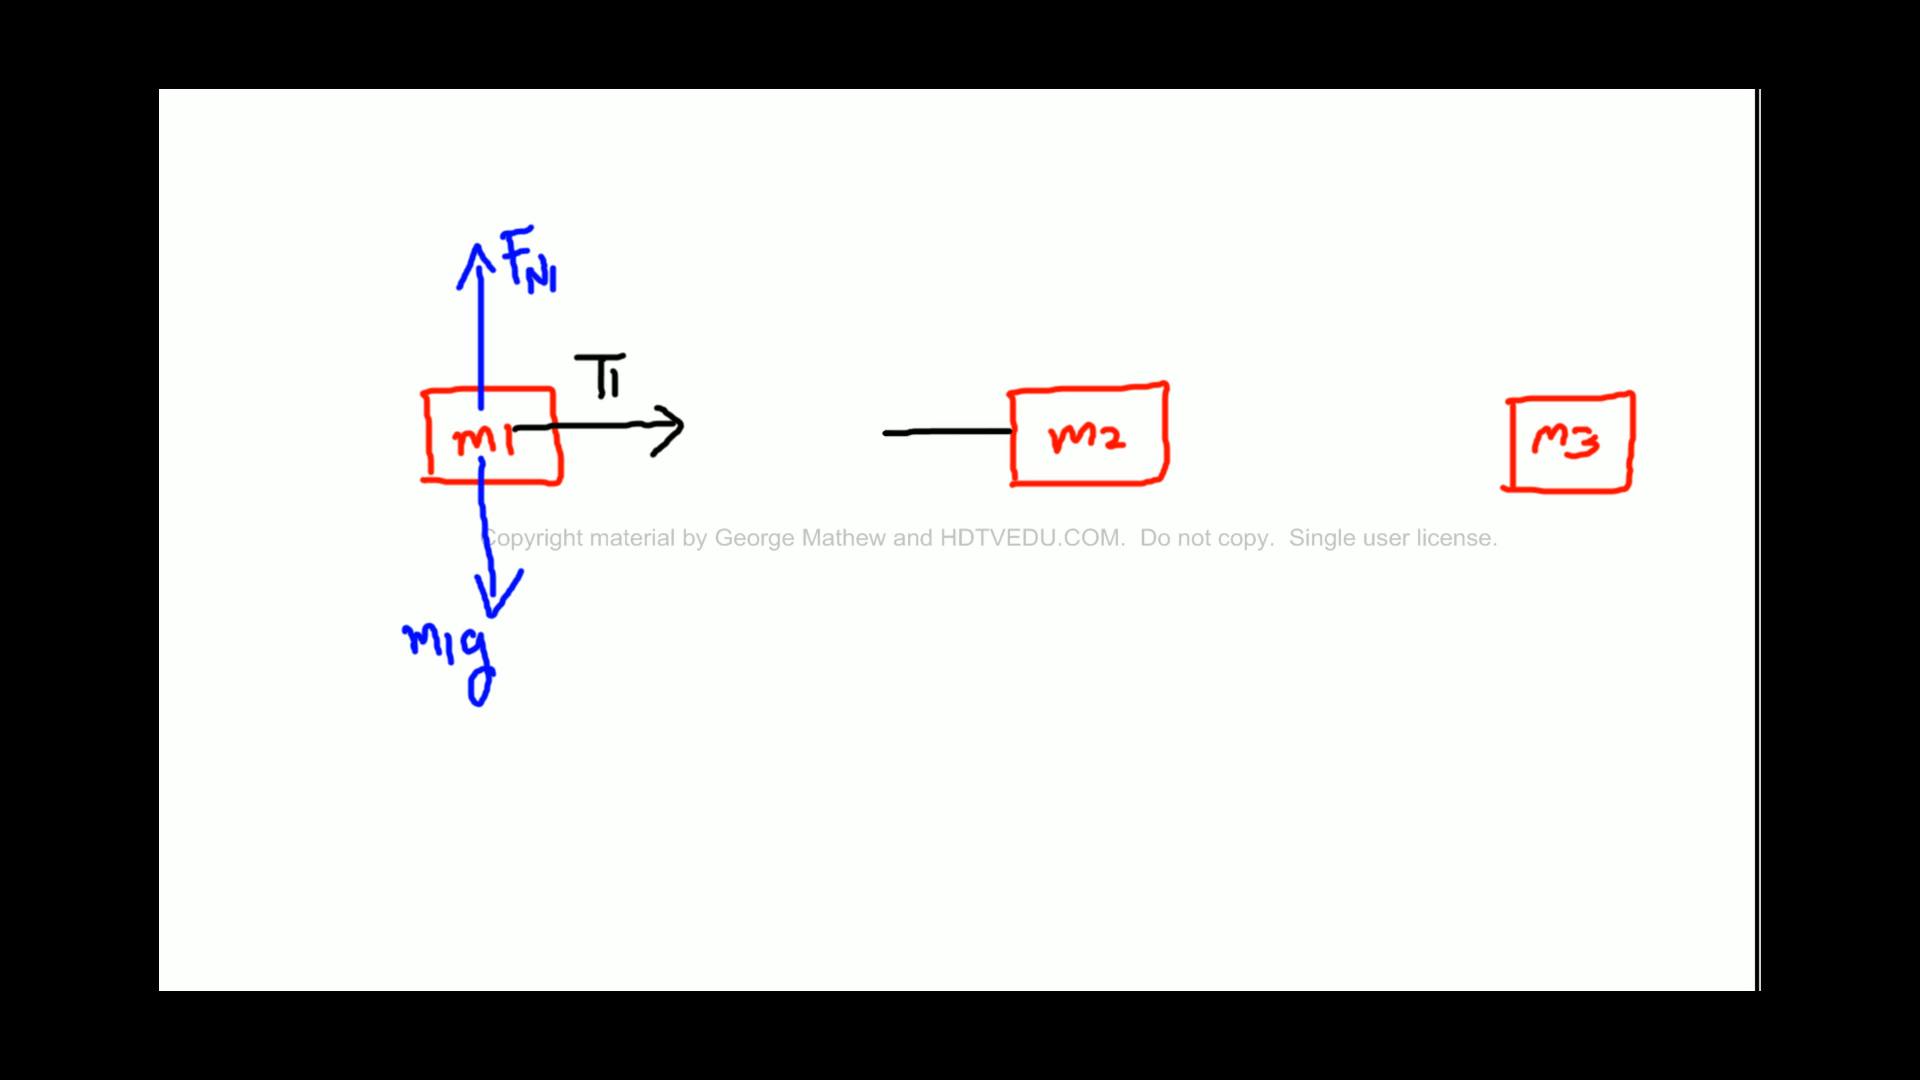 FN1
T1
m1
m2
m3
Copyright material by George Mathew and HDTVEDU.COM. Do not copy. Single user license.
m1g